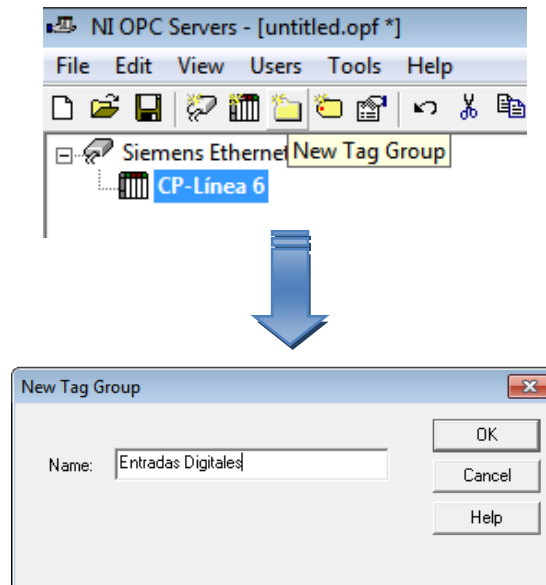 NI OPC Servers - [untitled.opf *]
File Edit View Users Tools Help
Siemens Ethernet
New Tag Group
CP-Línea 6
New Tag Group
OK
Name: Entradas Digitales
Cancel
Help